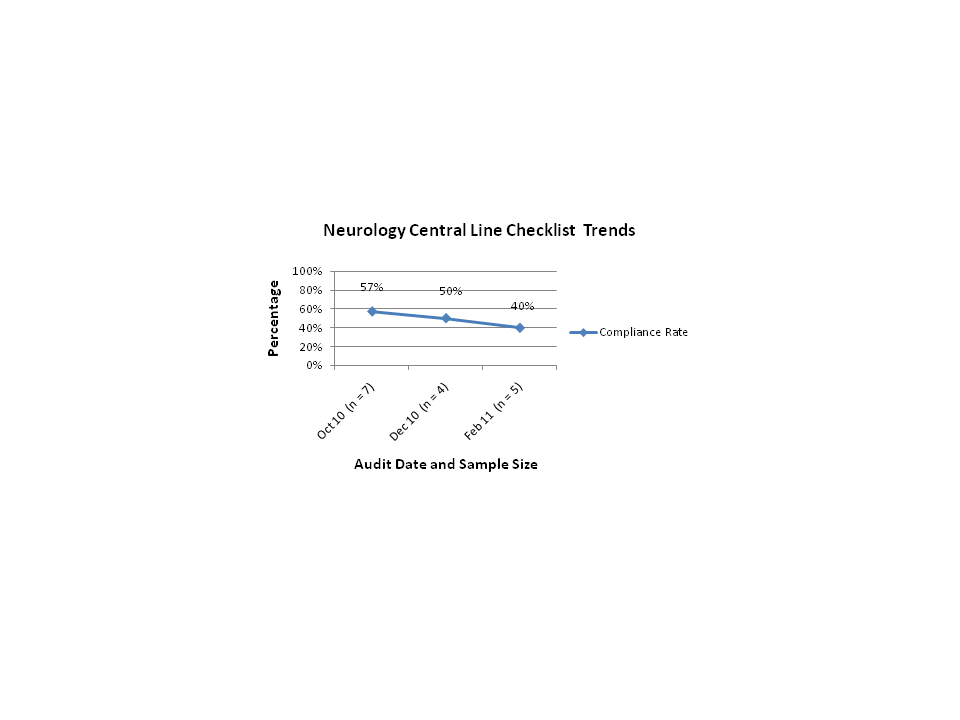 Neurology Central Line Checklist  Trends
Percentage
100%
80%
60%
40%
20%
0%
57%
50%
40%
Compliance Rate
Oct 10  (n = 7)
Dec 10  (n = 4)
Feb 11  (n = 5)
Audit Date and Sample Size